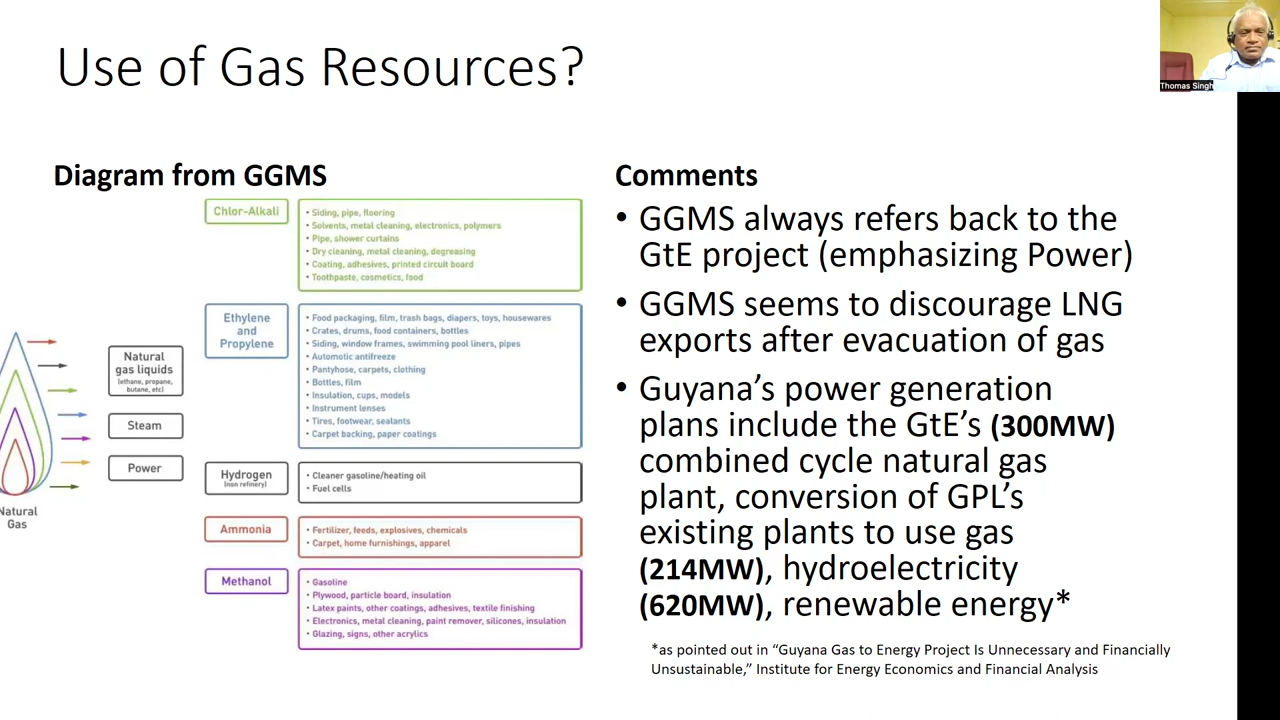 Use of Gas Resources?
Thomas Singh
Diagram from GGMS
Natural
Gas
Natural
gas liquids
(ethane, propane,
butane, etc)
Steam
Power
Chlor-Alkali
• Siding, pipe, flooring
• Solvents, metal cleaning, electronics, polymers
• Pipe, shower curtains
• Dry cleaning, metal cleaning, degreasing
• Coating, adhesives, printed circuit board
• Toothpaste, cosmetics, food
Ethylene
and
Propylene
• Food packaging, film, trash bags, diapers, toys, housewares
• Crates, drums, food containers, bottles
• Siding, window frames, swimming pool liners, pipes
• Automotic antifreeze
• Pantyhose, carpets, clothing
• Bottles, film
• Insulation, cups, models
• Instrument lenses
• Tires, footwear, sealants
• Carpet backing, paper coatings
Hydrogen
(non refinery)
• Cleaner gasoline/heating oil
• Fuel cells
Ammonia
• Fertilizer, feeds, explosives, chemicals
• Carpet, home furnishings, apparel
Methanol
• Gasoline
• Plywood, particle board, insulation
• Latex paints, other coatings, adhesives, textile finishing
• Electronics, metal cleaning, paint remover, silicones, insulation
• Glazing, signs, other acrylics
Comments
• GGMS always refers back to the
GtE project (emphasizing Power)
• GGMS seems to discourage LNG
exports after evacuation of gas
• Guyana’s power generation
plans include the GtE’s (300MW)
combined cycle natural gas
plant, conversion of GPL’s
existing plants to use gas
(214MW), hydroelectricity
(620MW), renewable energy*
*as pointed out in “Guyana Gas to Energy Project Is Unnecessary and Financially
Unsustainable,” Institute for Energy Economics and Financial Analysis